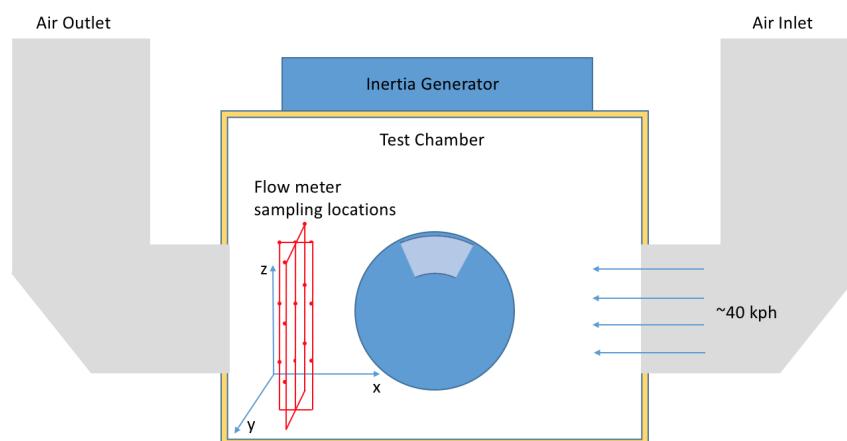 Air Outlet
Air Inlet
Inertia Generator
Test Chamber
Flow meter
sampling locations
z
~40 kph
x
y